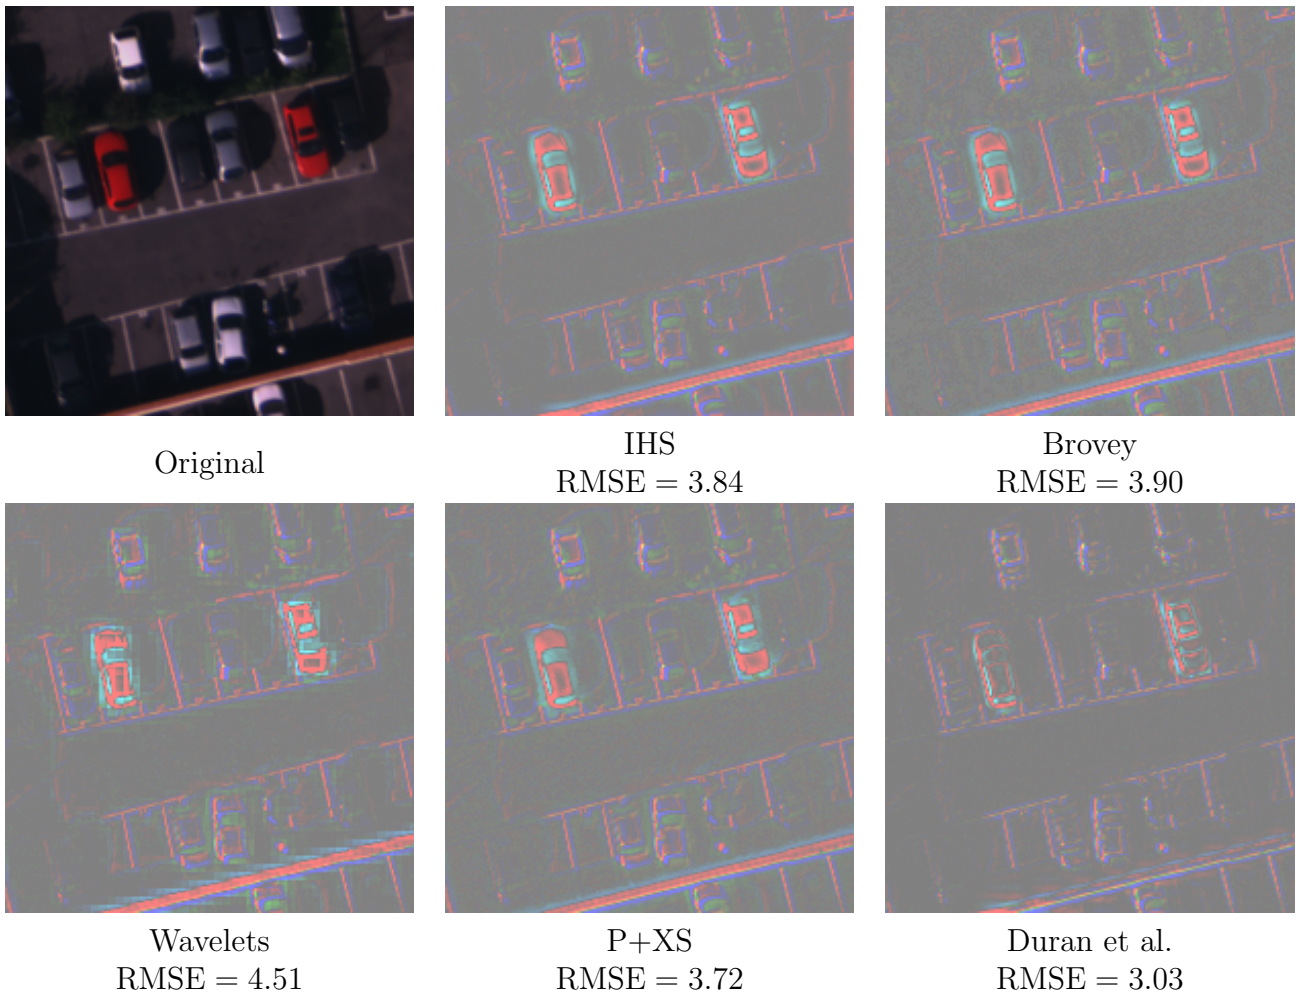 Original
IHS
RMSE = 3.84
Brovey
RMSE = 3.90
Wavelets
RMSE = 4.51
P+XS
RMSE = 3.72
Duran et al.
RMSE = 3.03